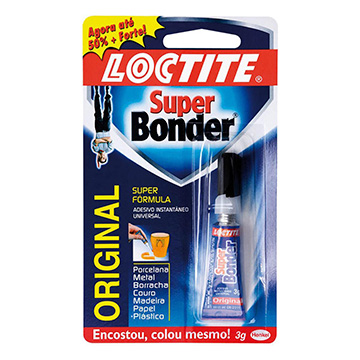 Agora até
50% + Forte!
LOCTITE®
Super
Bonder®
ORIGINAL
SUPER
FÓRMULA
ADESIVO INSTANTÂNEO
UNIVERSAL
Porcelana
Metal
Borracha
Couro
Madeira
Papel
Plástico
LOCTITE
Super
Bonder
Original
Encostou, colou mesmo! 3g
Henkel